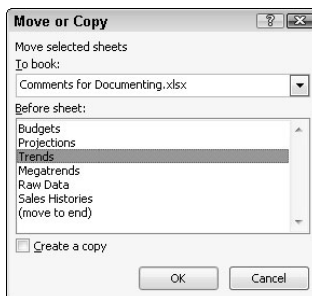 Move or Copy
Move selected sheets
To book:
Comments for Documenting.xlsx
Before sheet:
Budgets
Projections
Trends
Megatrends
Raw Data
Sales Histories
(move to end)
Create a copy
OK Cancel